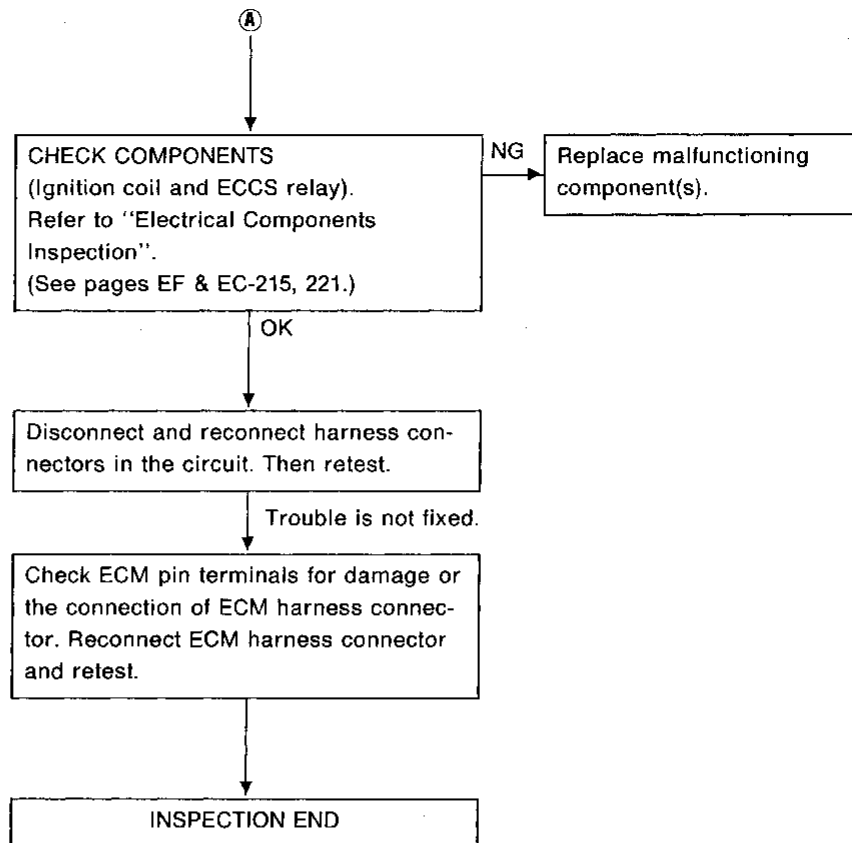 Ⓐ
CHECK COMPONENTS
(Ignition coil and ECCS relay).
Refer to "Electrical Components
Inspection".
(See pages EF & EC-215, 221.)
NG
Replace malfunctioning
component(s).
OK
Disconnect and reconnect harness con-
nectors in the circuit. Then retest.
Trouble is not fixed.
Check ECM pin terminals for damage or
the connection of ECM harness connec-
tor. Reconnect ECM harness connector
and retest.
INSPECTION END